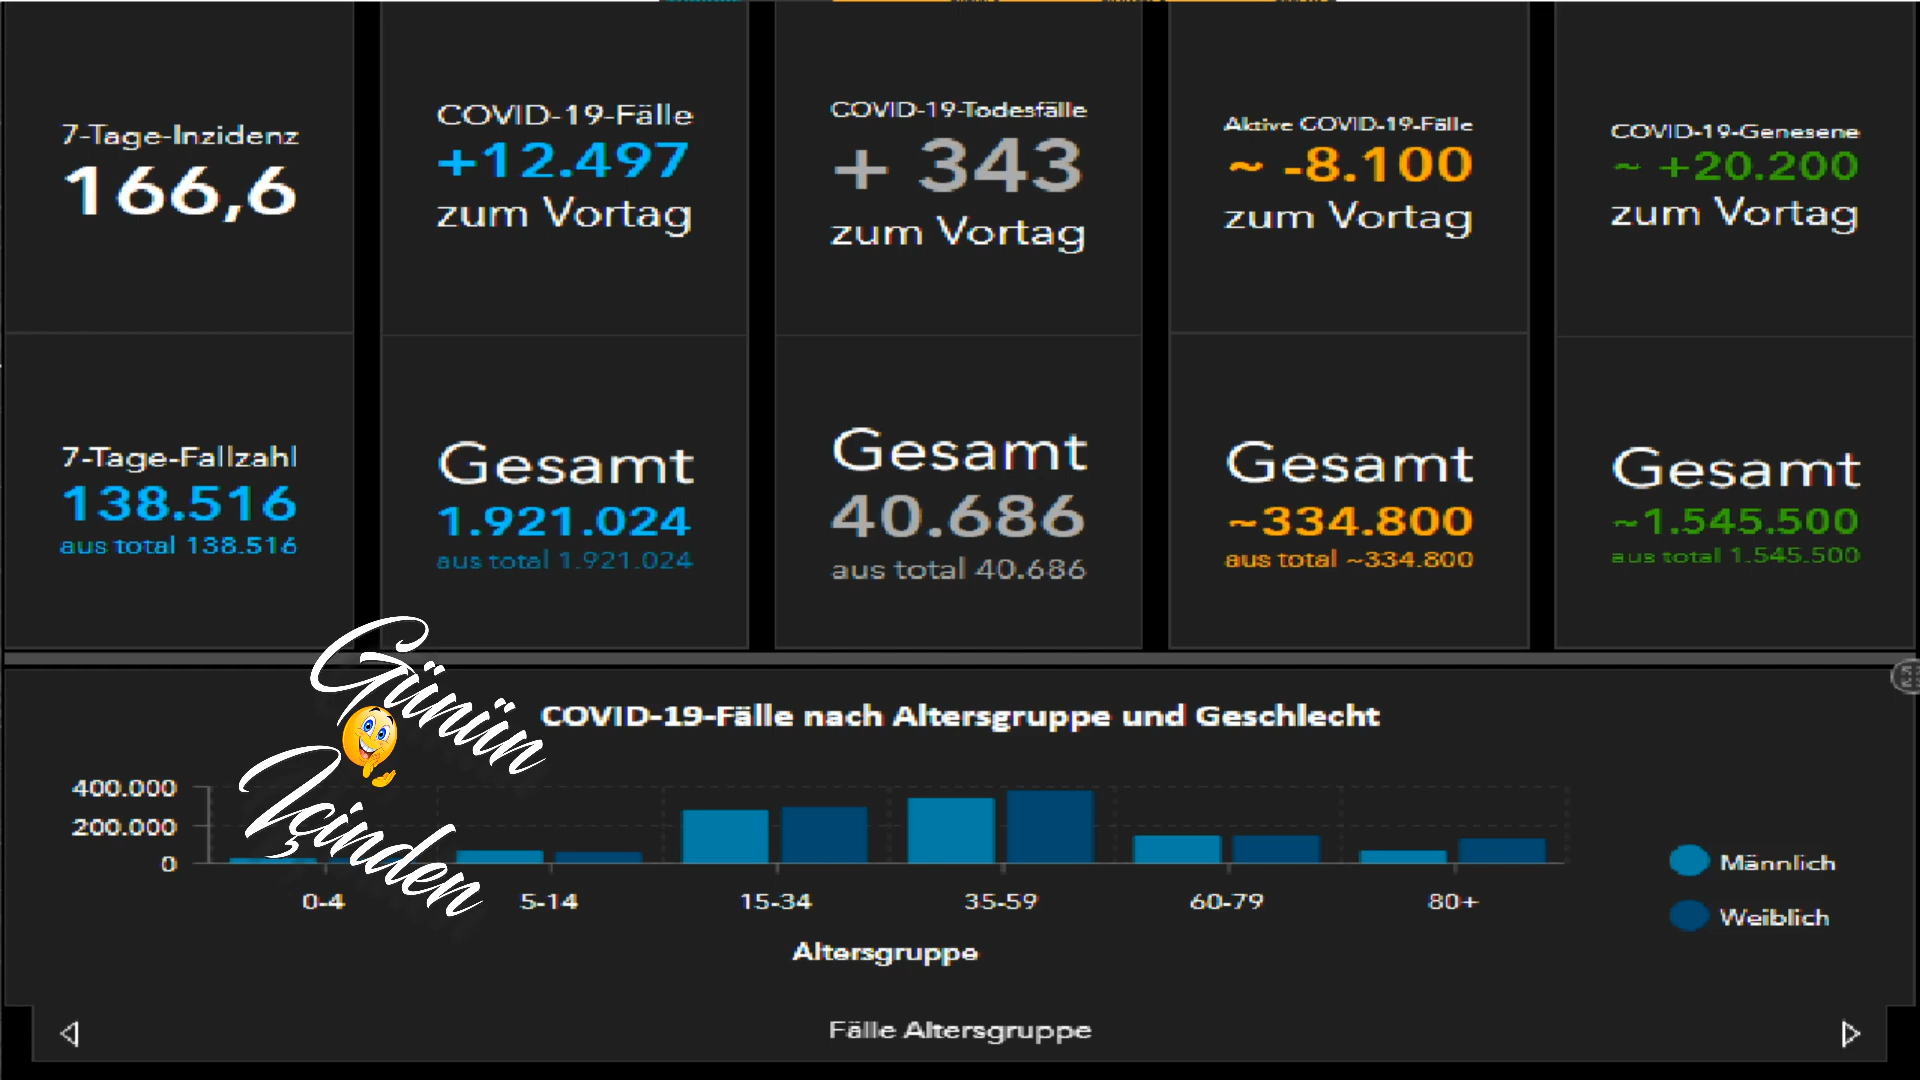 7-Tage-Inzidenz
166,6
COVID-19-Fälle
+12.497
zum Vortag
COVID-19-Todesfälle
+ 343
zum Vortag
Aktive COVID-19-Fälle
~ -8.100
zum Vortag
COVID-19-Genesene
~ +20.200
zum Vortag
7-Tage-Fallzahl
138.516
aus total 138.516
Gesamt
1.921.024
aus total 1.921.024
Gesamt
40.686
aus total 40.686
Gesamt
~334.800
aus total ~334.800
Gesamt
~1.545.500
aus total 1.545.500
Günün
İçinden
COVID-19-Fälle nach Altersgruppe und Geschlecht
400.000
200.000
0
0-4 5-14 15-34 35-59 60-79 80+
Altersgruppe
Männlich
Weiblich
Fälle Altersgruppe